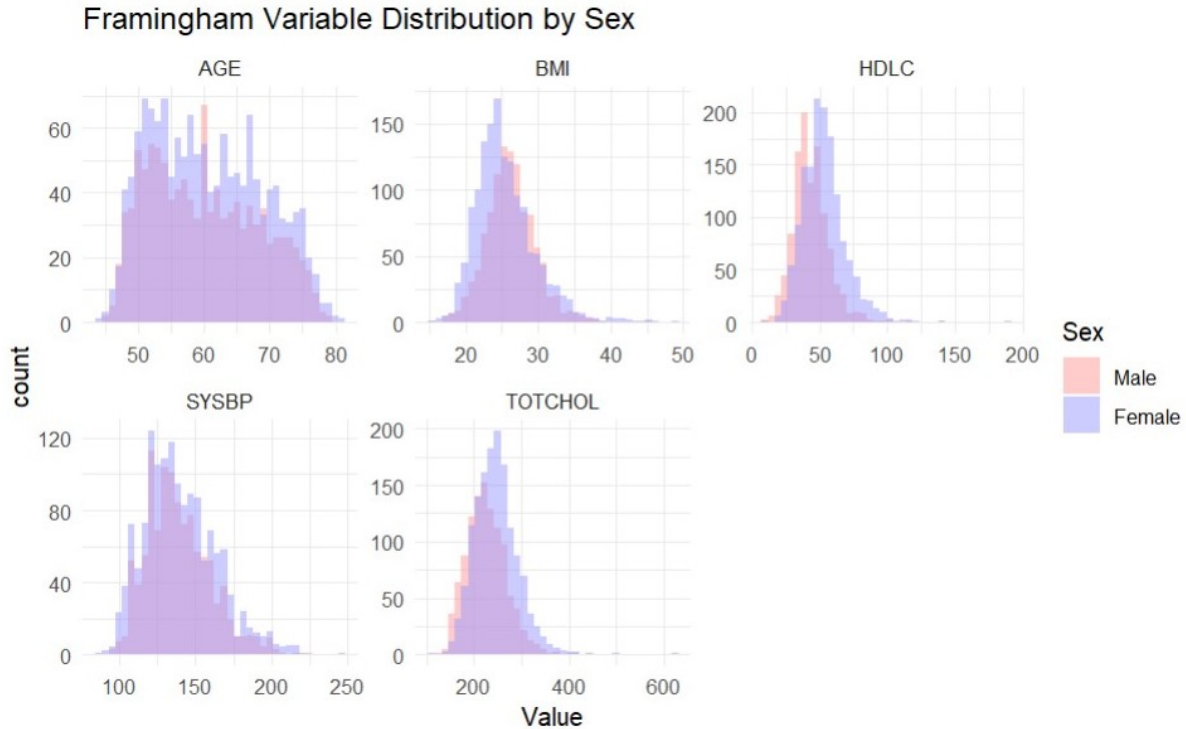 Framingham Variable Distribution by Sex
AGE
BMI
HDLC
60
40
20
0
50 60 70 80
150
100
50
0
20 30 40 50
200
150
100
50
0
0 50 100 150 200
count
SYSBP
TOTCHOL
120
80
40
0
100 150 200 250
200
150
100
50
0
200 400 600
Value
Sex
Male
Female